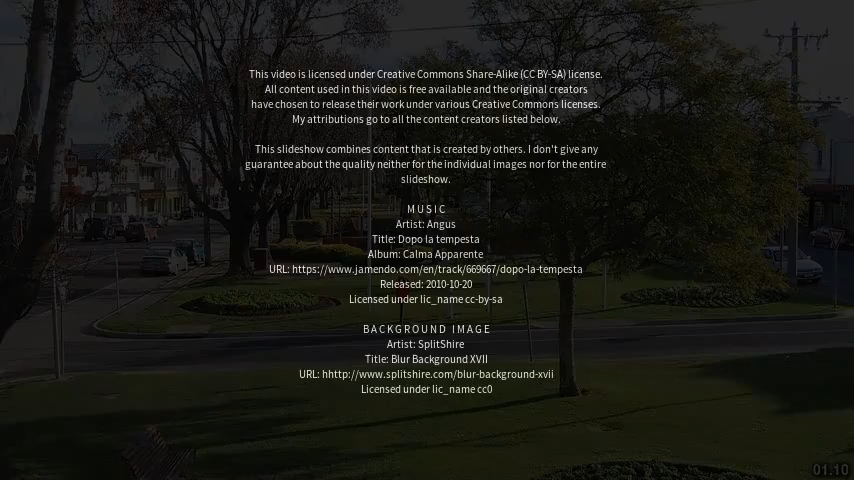 This video is licensed under Creative Commons Share-Alike (CC BY-SA) license.
All content used in this video is free available and the original creators
have chosen to release their work under various Creative Commons licenses.
My attributions go to all the content creators listed below.
This slideshow combines content that is created by others. I don't give any
guarantee about the quality neither for the individual images nor for the entire
slideshow.
MUSIC
Artist: Angus
Title: Dopo la tempesta
Album: Calma Apparente
URL: https://www.jamendo.com/en/track/669667/dopo-la-tempesta
Released: 2010-10-20
Licensed under lic_name cc-by-sa
BACKGROUND IMAGE
Artist: SplitShire
Title: Blur Background XVII
URL: hhttp://www.splitshire.com/blur-background-xvii
Licensed under lic_name cc0
01.10